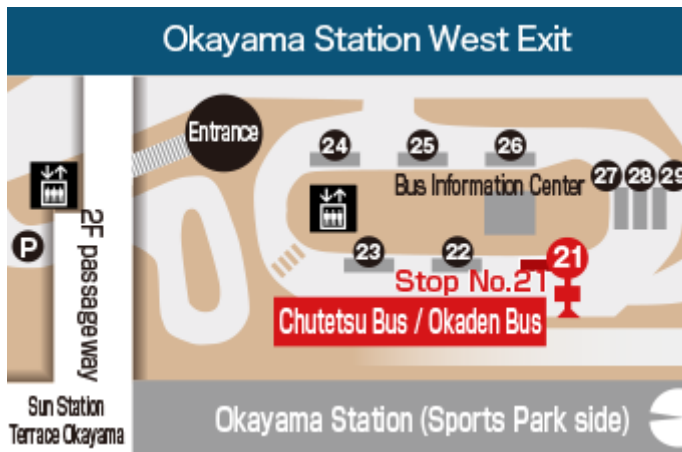 Okayama Station West Exit
Entrance
24
25
26
Bus Information Center
27
28
29
P
2F passageway
23
22
21
Stop No.21
Chutetsu Bus / Okaden Bus
Sun Station
Terrace Okayama
Okayama Station (Sports Park side)